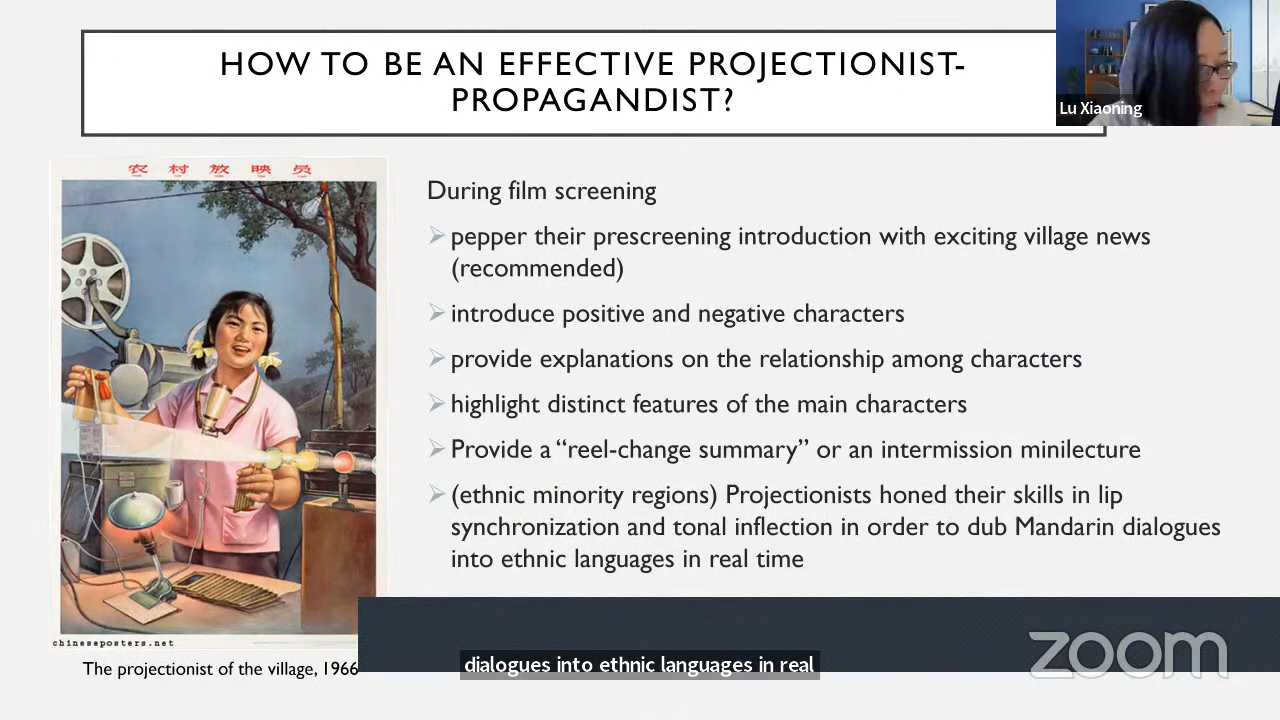 HOW TO BE AN EFFECTIVE PROJECTIONIST-
PROPAGANDIST?
Lu Xiaoning
农村放映员
During film screening
pepper their prescreening introduction with exciting village news
(recommended)
introduce positive and negative characters
provide explanations on the relationship among characters
highlight distinct features of the main characters
Provide a “reel-change summary” or an intermission minilecture
(ethnic minority regions) Projectionists honed their skills in lip
synchronization and tonal inflection in order to dub Mandarin dialogues
into ethnic languages in real time
chineseposters.net
The projectionist of the village, 1966
dialogues into ethnic languages in real
zoom